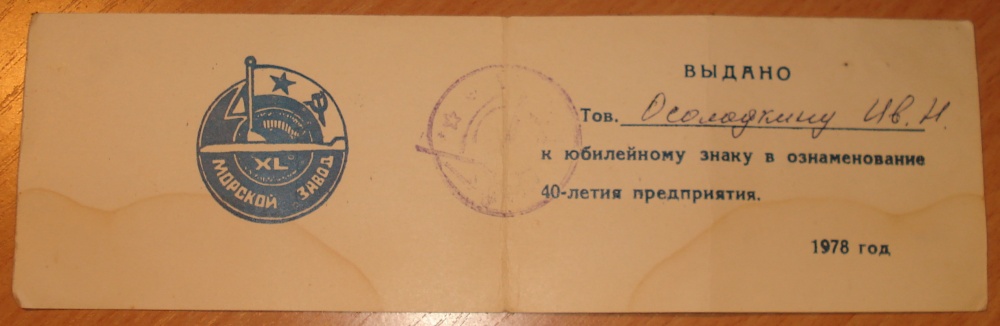 XL
МОРСКОЙ ЗАВОД
ВЫДАНО
Тов. Осолодкину Ив. И.
к юбилейному знаку в ознаменование
40-летия предприятия.
1978 год